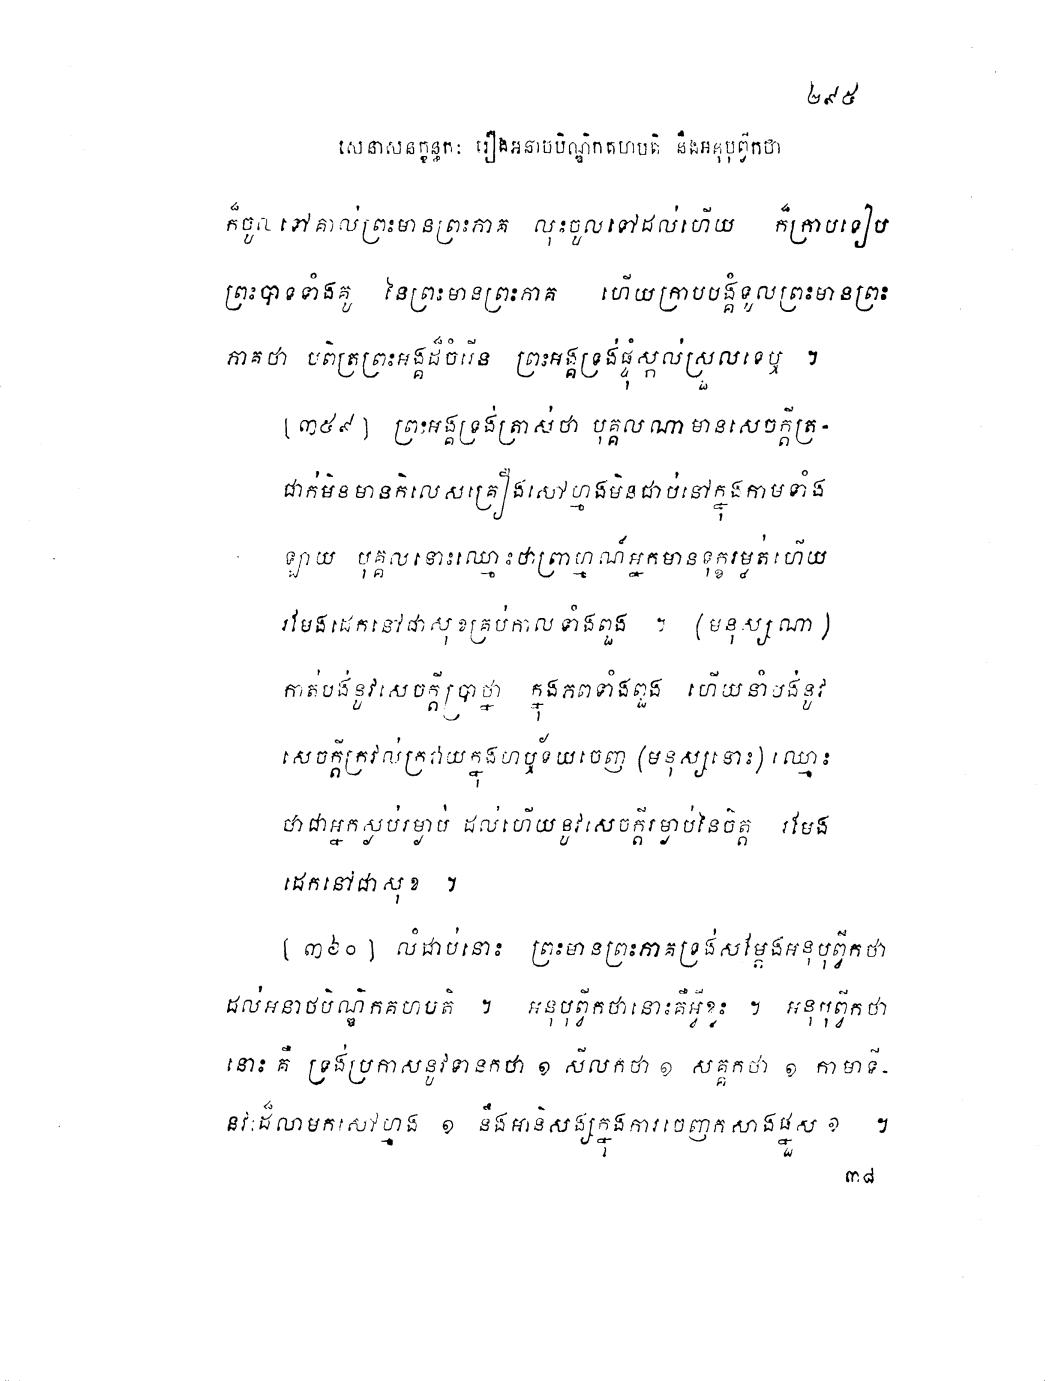 ២៩៥
សេនាសនក្ខន្ធកៈ រឿងអនាថបិណ្ឌិកគហបតិ នឹងអនុបុព្វីកថា
ក៏ចូលទៅគាល់ព្រះមានព្រះភាគ លុះចូលទៅដល់ហើយ ក៏ក្រាបទៀប
ព្រះបាទទាំងគូ នៃព្រះមានព្រះភាគ ហើយក្រាបបង្គំទូលព្រះមានព្រះ
ភាគថា បពិត្រព្រះអង្គដ៏ចំរើន ព្រះអង្គទ្រង់ផ្ទុំស្កល់ស្រួលទេឬ ។
[៣៥៩] ព្រះអង្គទ្រង់ត្រាស់ថា បុគ្គលណាមានសេចក្ដីត្រ-
ជាក់មិនមានកិលេសគ្រឿងសៅហ្មងមិនជាប់នៅក្នុងកាមទាំង
ឡាយ បុគ្គលនោះឈ្មោះថាព្រាហ្មណ៍អ្នកមានទុក្ខរម្ងត់ហើយ
រមែងដេកនៅជាសុខគ្រប់កាលទាំងពួង ។ (មនុស្សណា)
កាត់បង់នូវសេចក្ដីប្រាថ្នា ក្នុងភពទាំងពួង ហើយនាំបង់នូវ
សេចក្ដីក្រវល់ក្រវាយក្នុងហឫទ័យចេញ (មនុស្សនោះ) ឈ្មោះ
ថាជាអ្នកស្ងប់រម្ងាប់ ដល់ហើយនូវសេចក្ដីរម្ងាប់នៃចិត្ត រមែង
ដេកនៅជាសុខ ។
[៣៦០] លំដាប់នោះ ព្រះមានព្រះភាគទ្រង់សម្ដែងអនុបុព្វីកថា
ដល់អនាថបិណ្ឌិកគហបតិ ។ អនុបុព្វីកថានោះគឺអ្វីខ្លះ ។ អនុបុព្វីកថា
នោះ គឺ ទ្រង់ប្រកាសនូវទានកថា ១ សីលកថា ១ សគ្គកថា ១ កាមាទី-
នវៈដ៏លាមកសៅហ្មង ១ នឹងអានិសង្សក្នុងការចេញកសាងផ្នួស ១ ។
៣៨